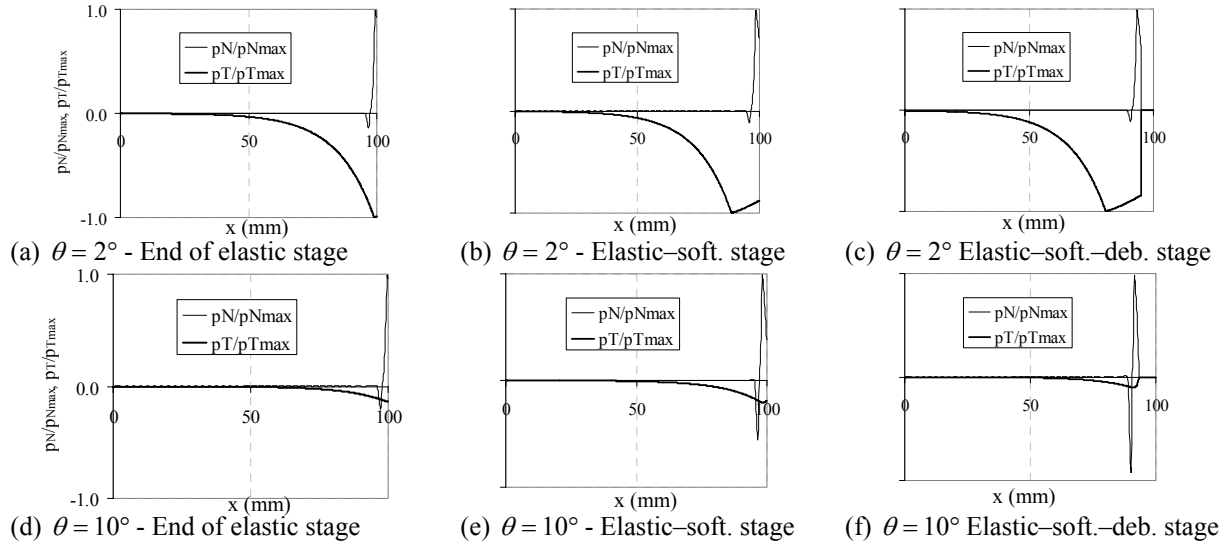 1.0
pN/pNmax
pT/pTmax
pN/pNmax, pT/pTmax
0.0
0
50
100
-1.0
x (mm)
(a) θ = 2° - End of elastic stage
pN/pNmax
pT/pTmax
0
50
100
x (mm)
(b) θ = 2° - Elastic–soft. stage
pN/pNmax
pT/pTmax
0
50
100
x (mm)
(c) θ = 2° Elastic–soft.–deb. stage
1.0
pN/pNmax
pT/pTmax
pN/pNmax, pT/pTmax
0.0
0
50
100
-1.0
x (mm)
(d) θ = 10° - End of elastic stage
pN/pNmax
pT/pTmax
0
50
100
x (mm)
(e) θ = 10° - Elastic–soft. stage
pN/pNmax
pT/pTmax
0
50
100
x (mm)
(f) θ = 10° Elastic–soft.–deb. stage